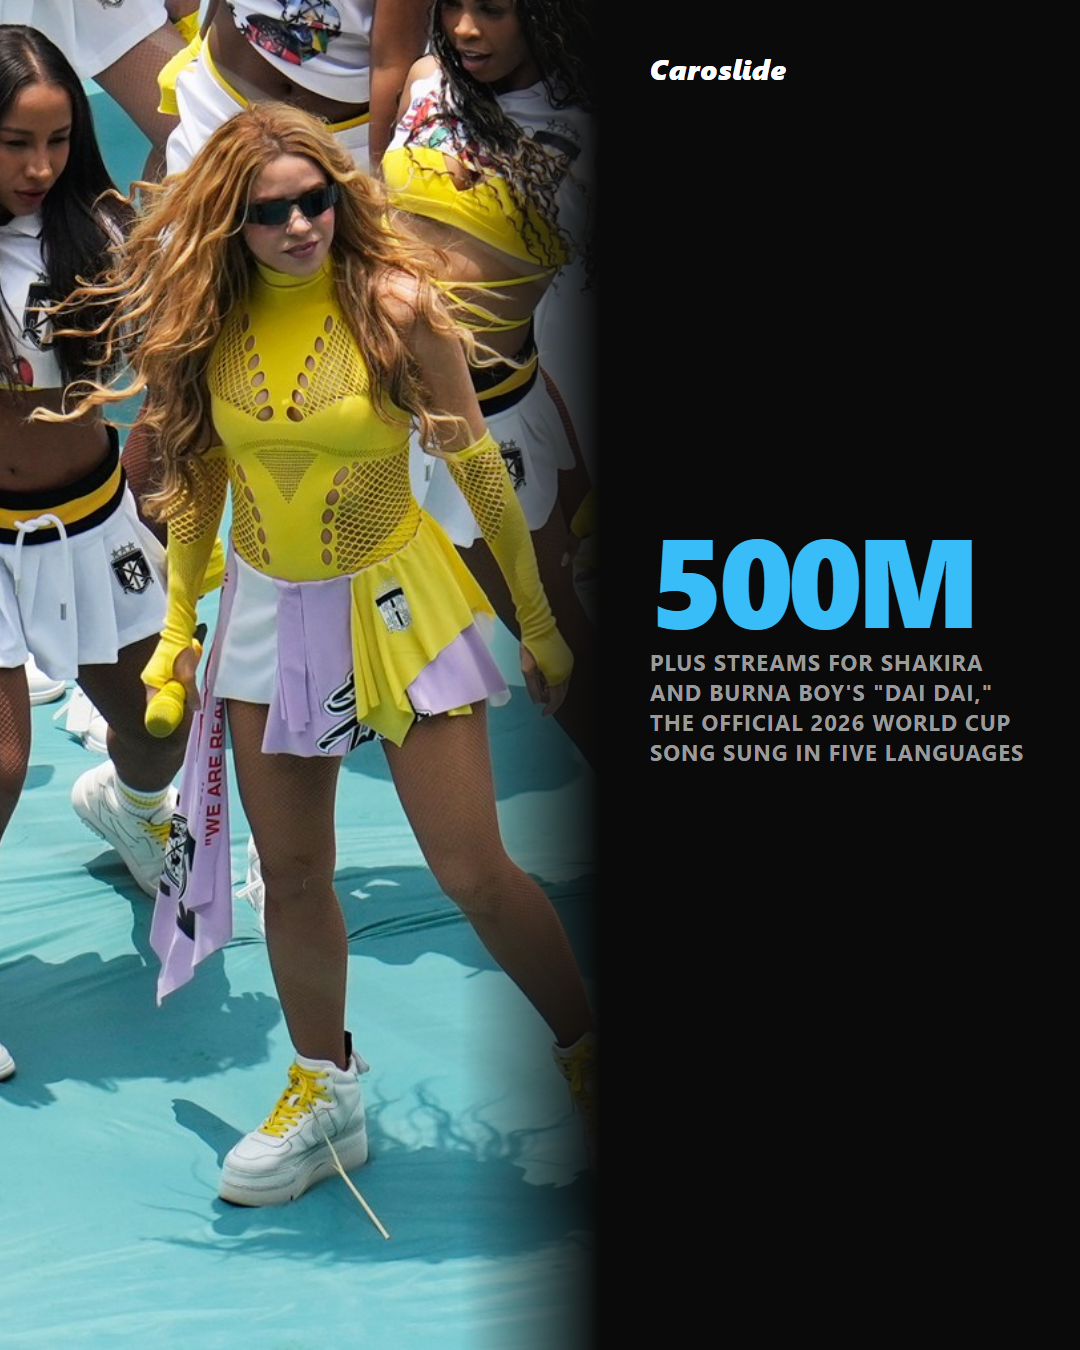 Caroslide
500M
PLUS STREAMS FOR SHAKIRA
AND BURNA BOY'S "DAI DAI,"
THE OFFICIAL 2026 WORLD CUP
SONG SUNG IN FIVE LANGUAGES
"WE ARE REA